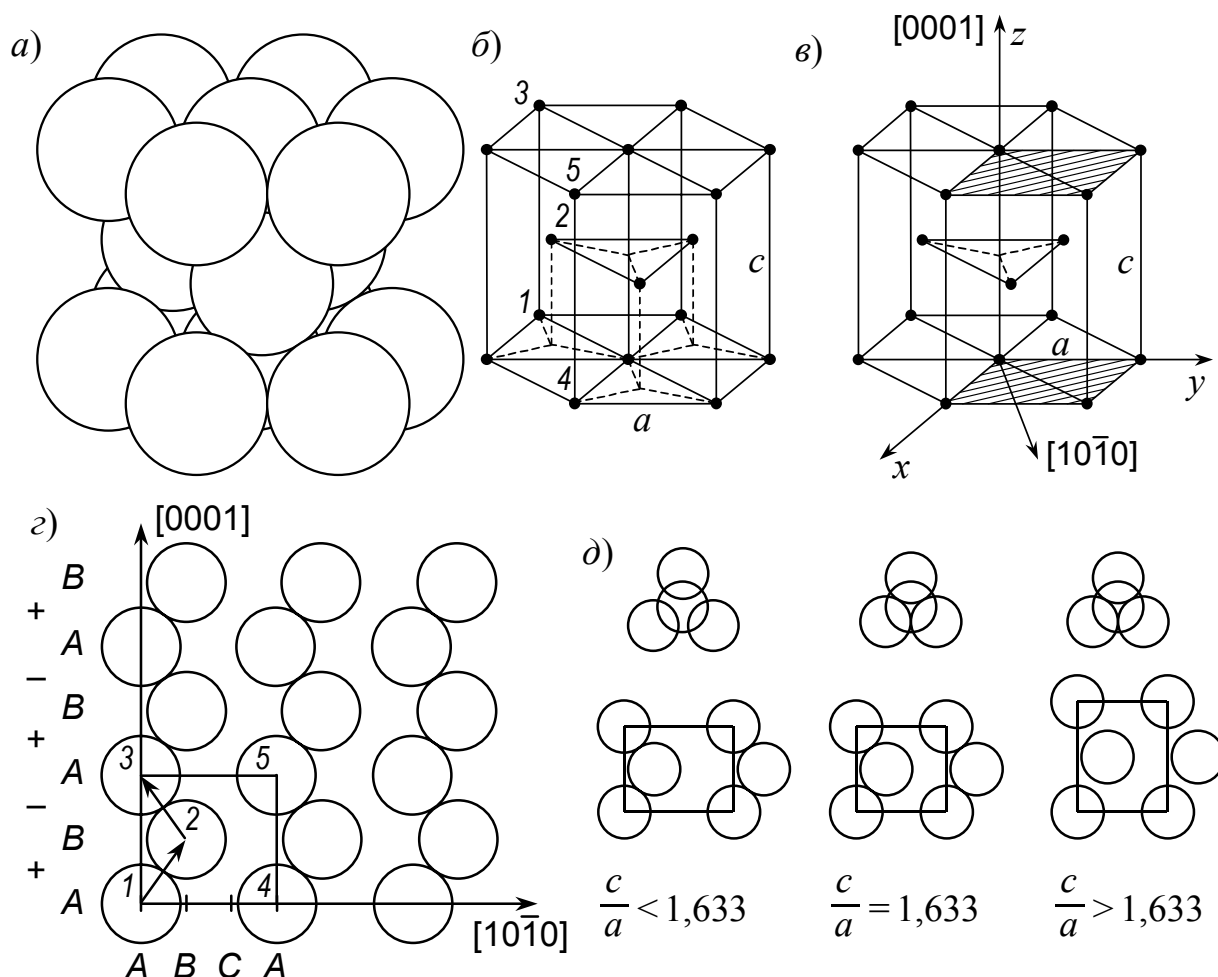 а)
б)
3
5
2
1
4
c
a
в)
[0001]
z
c
a
y
x
[101̄0]
г)
[0001]
B
+
A
–
B
+
A
–
B
+
A
3
5
2
1
4
[101̄0]
A B C A
д)
c/a < 1,633
c/a = 1,633
c/a > 1,633